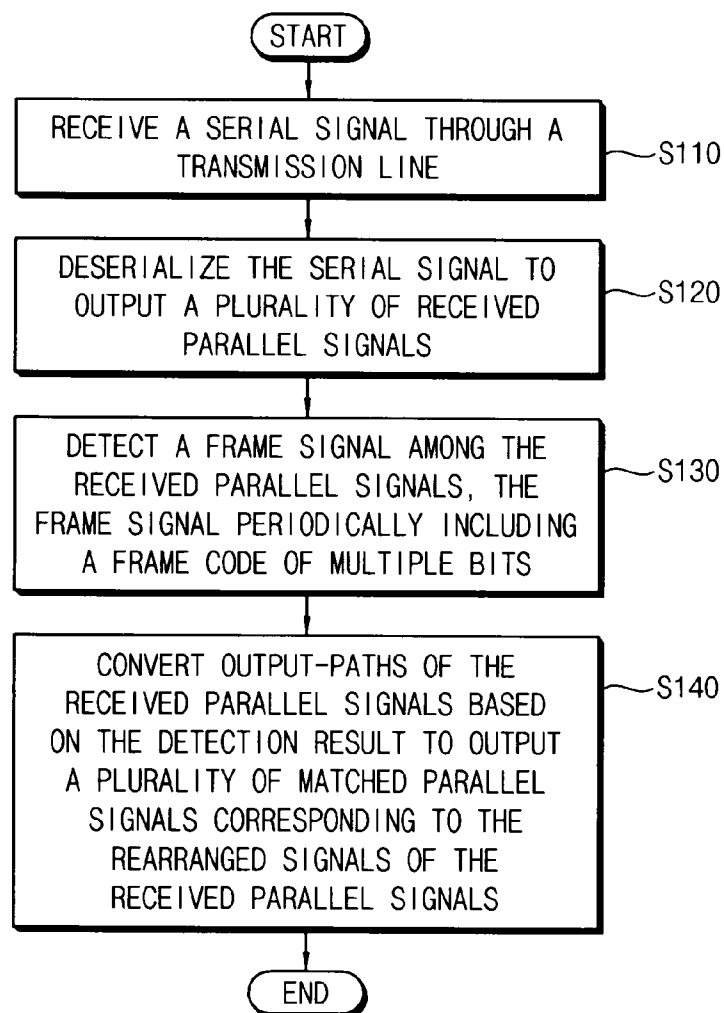 START
RECEIVE A SERIAL SIGNAL THROUGH A
TRANSMISSION LINE
S110
DESERIALIZE THE SERIAL SIGNAL TO
OUTPUT A PLURALITY OF RECEIVED
PARALLEL SIGNALS
S120
DETECT A FRAME SIGNAL AMONG THE
RECEIVED PARALLEL SIGNALS, THE
FRAME SIGNAL PERIODICALLY INCLUDING
A FRAME CODE OF MULTIPLE BITS
S130
CONVERT OUTPUT-PATHS OF THE
RECEIVED PARALLEL SIGNALS BASED
ON THE DETECTION RESULT TO OUTPUT
A PLURALITY OF MATCHED PARALLEL
SIGNALS CORRESPONDING TO THE
REARRANGED SIGNALS OF THE
RECEIVED PARALLEL SIGNALS
S140
END